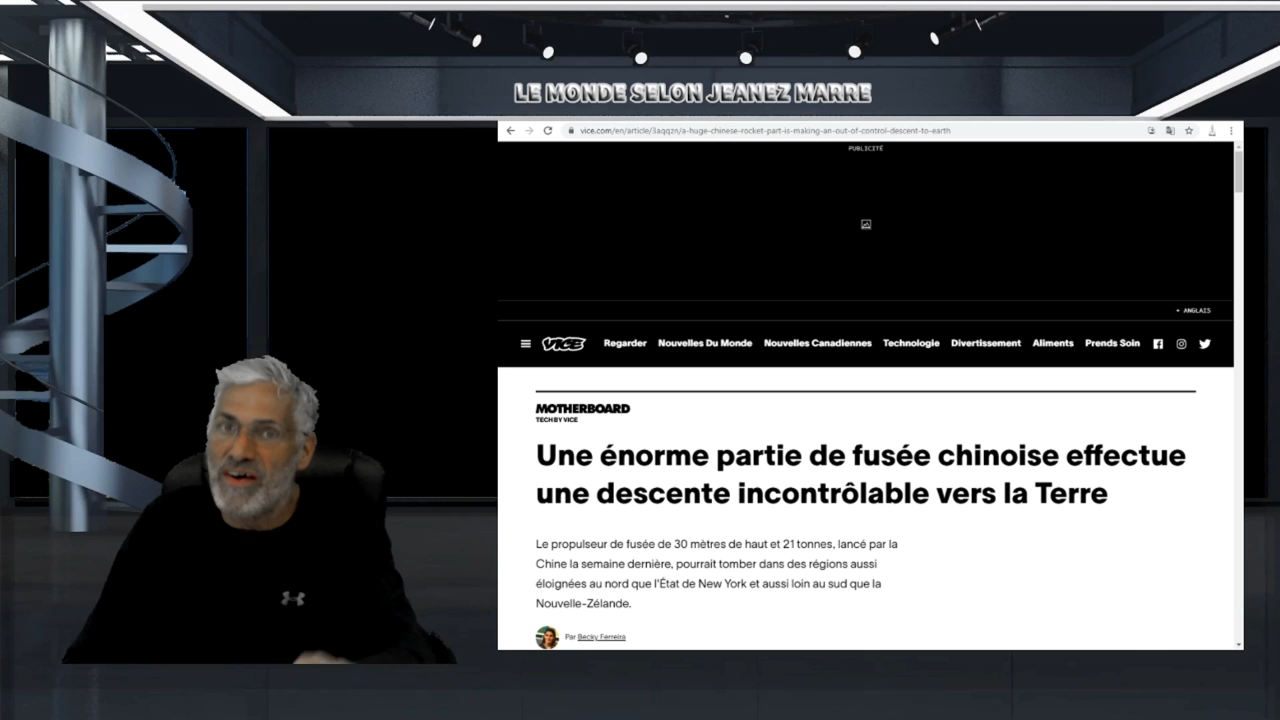 LE MONDE SELON JEANEZ MARRE
vice.com/en/article/3aqqzn/a-huge-chinese-rocket-part-is-making-an-out-of-control-descent-to-earth
PUBLICITÉ
+ ANGLAIS
VICE Regarder Nouvelles Du Monde Nouvelles Canadiennes Technologie Divertissement Aliments Prends Soin
MOTHERBOARD
TECH BY VICE
Une énorme partie de fusée chinoise effectue
une descente incontrôlable vers la Terre
Le propulseur de fusée de 30 mètres de haut et 21 tonnes, lancé par la
Chine la semaine dernière, pourrait tomber dans des régions aussi
éloignées au nord que l'État de New York et aussi loin au sud que la
Nouvelle-Zélande.
Par Becky Ferreira